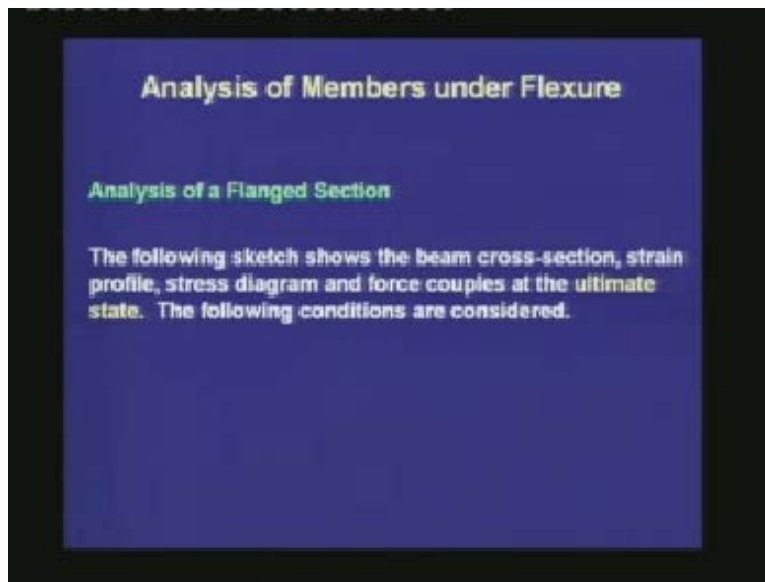 Analysis of Members under Flexure
Analysis of a Flanged Section
The following sketch shows the beam cross-section, strain
profile, stress diagram and force couples at the ultimate
state. The following conditions are considered.